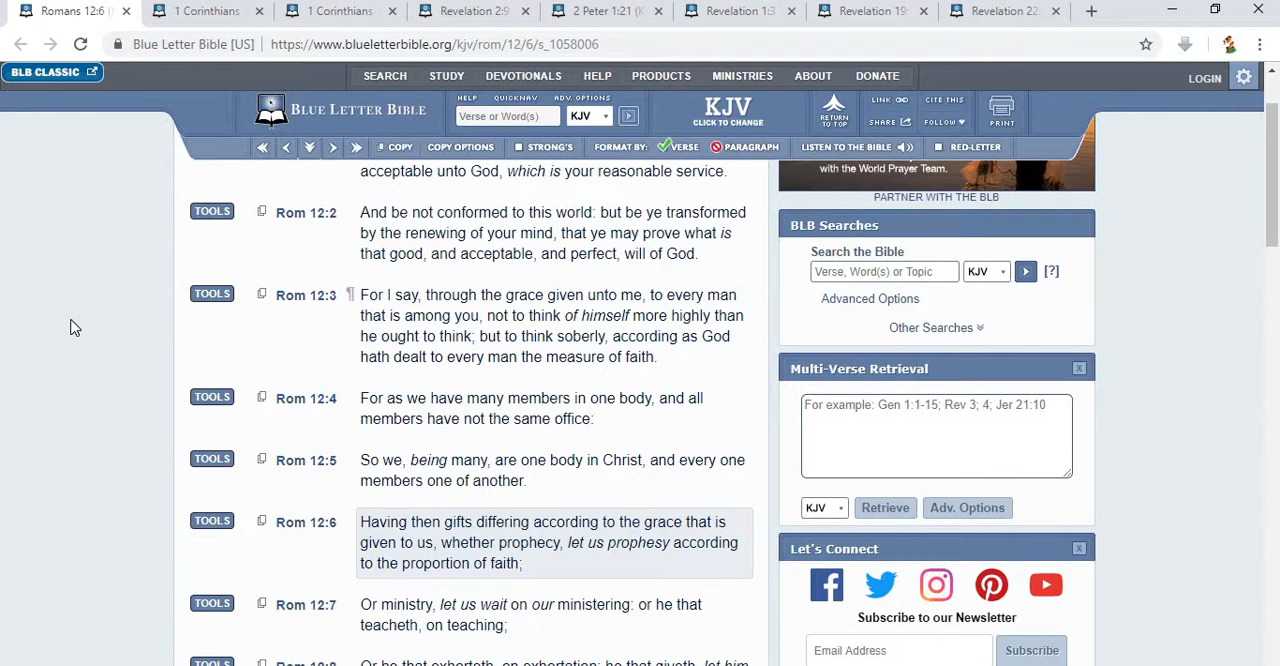 Romans 12:6 (
1 Corinthians
1 Corinthians
Revelation 2:9
2 Peter 1:21 (K
Revelation 1:3
Revelation 19:
Revelation 22:
Blue Letter Bible [US] https://www.blueletterbible.org/kjv/rom/12/6/s_1058006
BLB CLASSIC
SEARCH STUDY DEVOTIONALS HELP PRODUCTS MINISTRIES ABOUT DONATE
LOGIN
BLUE LETTER BIBLE
HELP QUICKNAV ADV. OPTIONS
Verse or Word(s) KJV
KJV
CLICK TO CHANGE
RETURN
TO TOP
LINK CITE THIS
SHARE FOLLOW
PRINT
COPY COPY OPTIONS STRONG'S FORMAT BY: VERSE PARAGRAPH LISTEN TO THE BIBLE RED-LETTER
acceptable unto God, which is your reasonable service.
TOOLS Rom 12:2 And be not conformed to this world: but be ye transformed
by the renewing of your mind, that ye may prove what is
that good, and acceptable, and perfect, will of God.
TOOLS Rom 12:3 ¶ For I say, through the grace given unto me, to every man
that is among you, not to think of himself more highly than
he ought to think; but to think soberly, according as God
hath dealt to every man the measure of faith.
TOOLS Rom 12:4 For as we have many members in one body, and all
members have not the same office:
TOOLS Rom 12:5 So we, being many, are one body in Christ, and every one
members one of another.
TOOLS Rom 12:6 Having then gifts differing according to the grace that is
given to us, whether prophecy, let us prophesy according
to the proportion of faith;
TOOLS Rom 12:7 Or ministry, let us wait on our ministering: or he that
teacheth, on teaching;
TOOLS Rom 12:8 Or he that exhorteth, on exhortation: he that giveth, let him
with the World Prayer Team.
PARTNER WITH THE BLB
BLB Searches
Search the Bible
Verse, Word(s) or Topic KJV [?]
Advanced Options
Other Searches
Multi-Verse Retrieval x
For example: Gen 1:1-15; Rev 3; 4; Jer 21:10
KJV Retrieve Adv. Options
Let's Connect x
Subscribe to our Newsletter
Email Address Subscribe